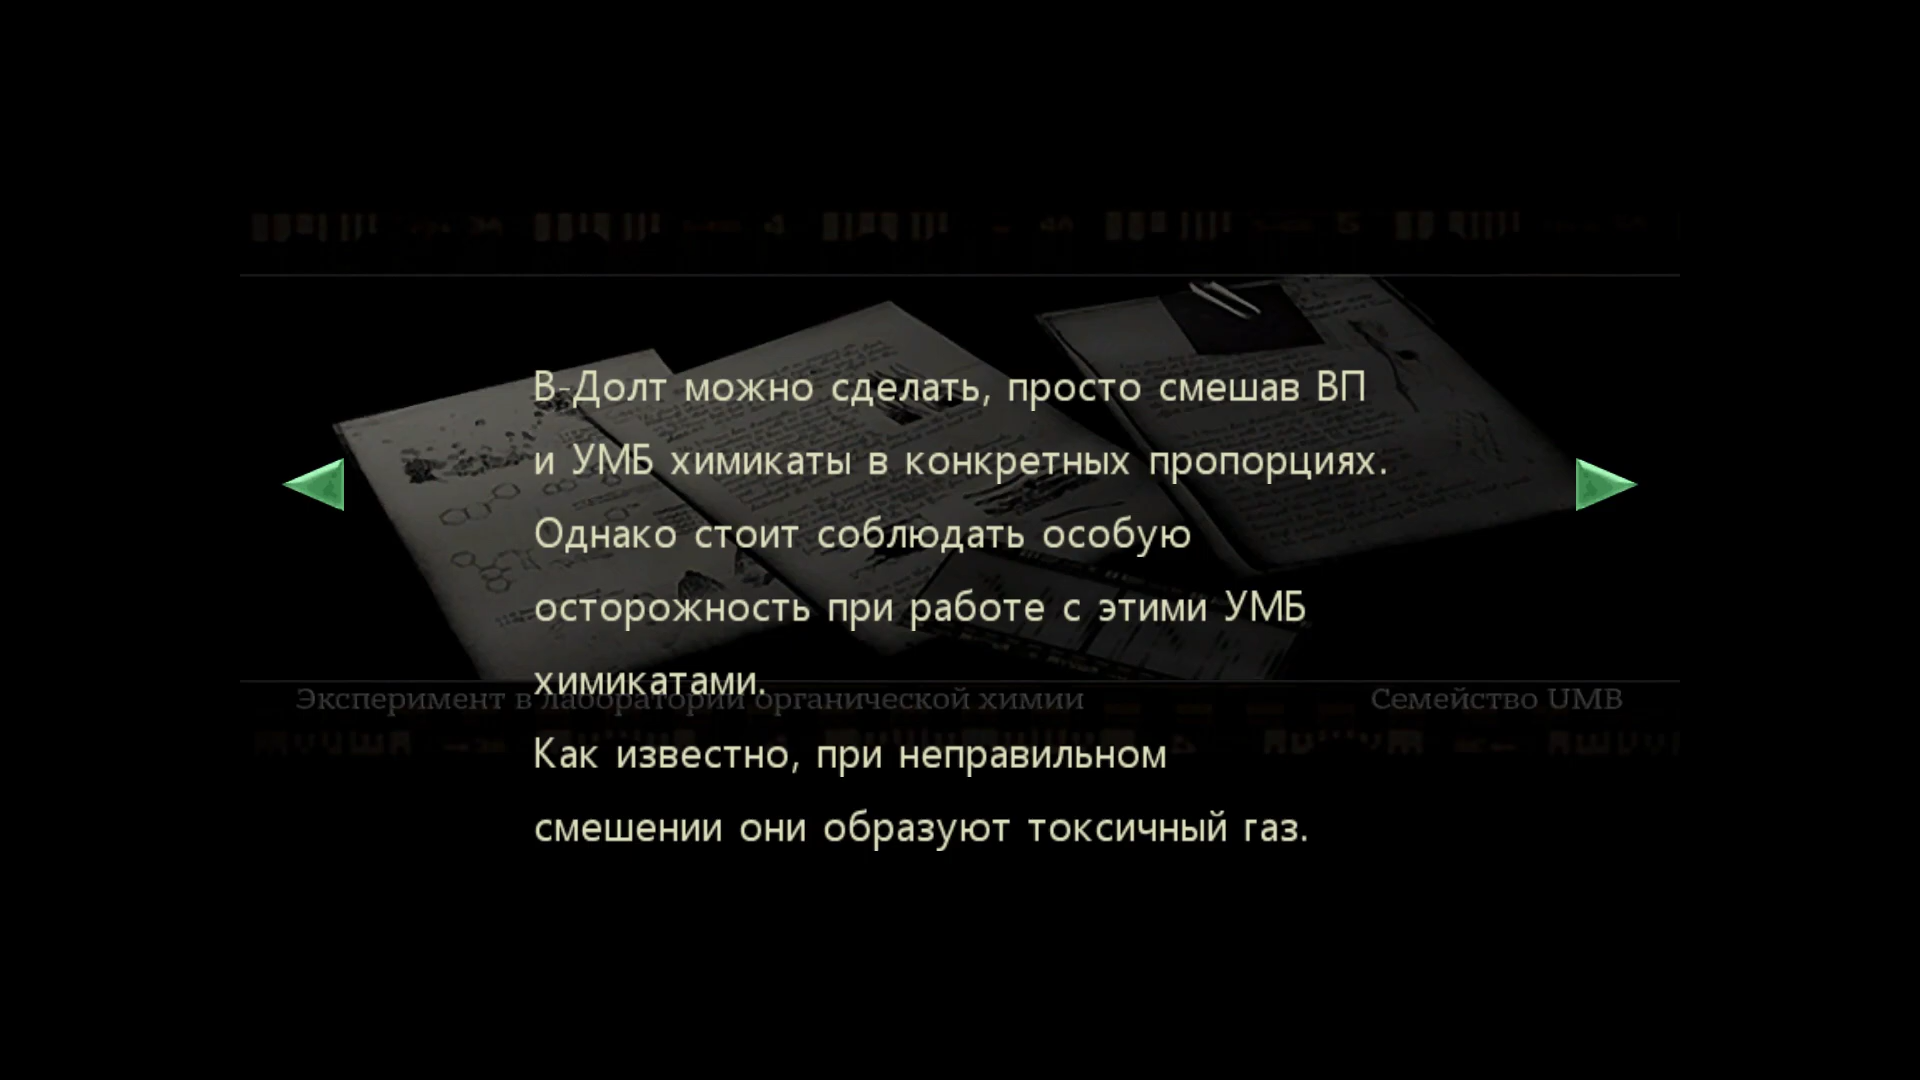 В-Долт можно сделать, просто смешав ВП
и УМБ химикаты в конкретных пропорциях.
Однако стоит соблюдать особую
осторожность при работе с этими УМБ
химикатами.
Эксперимент в лаборатории органической химии
Семейство UMB
Как известно, при неправильном
смешении они образуют токсичный газ.